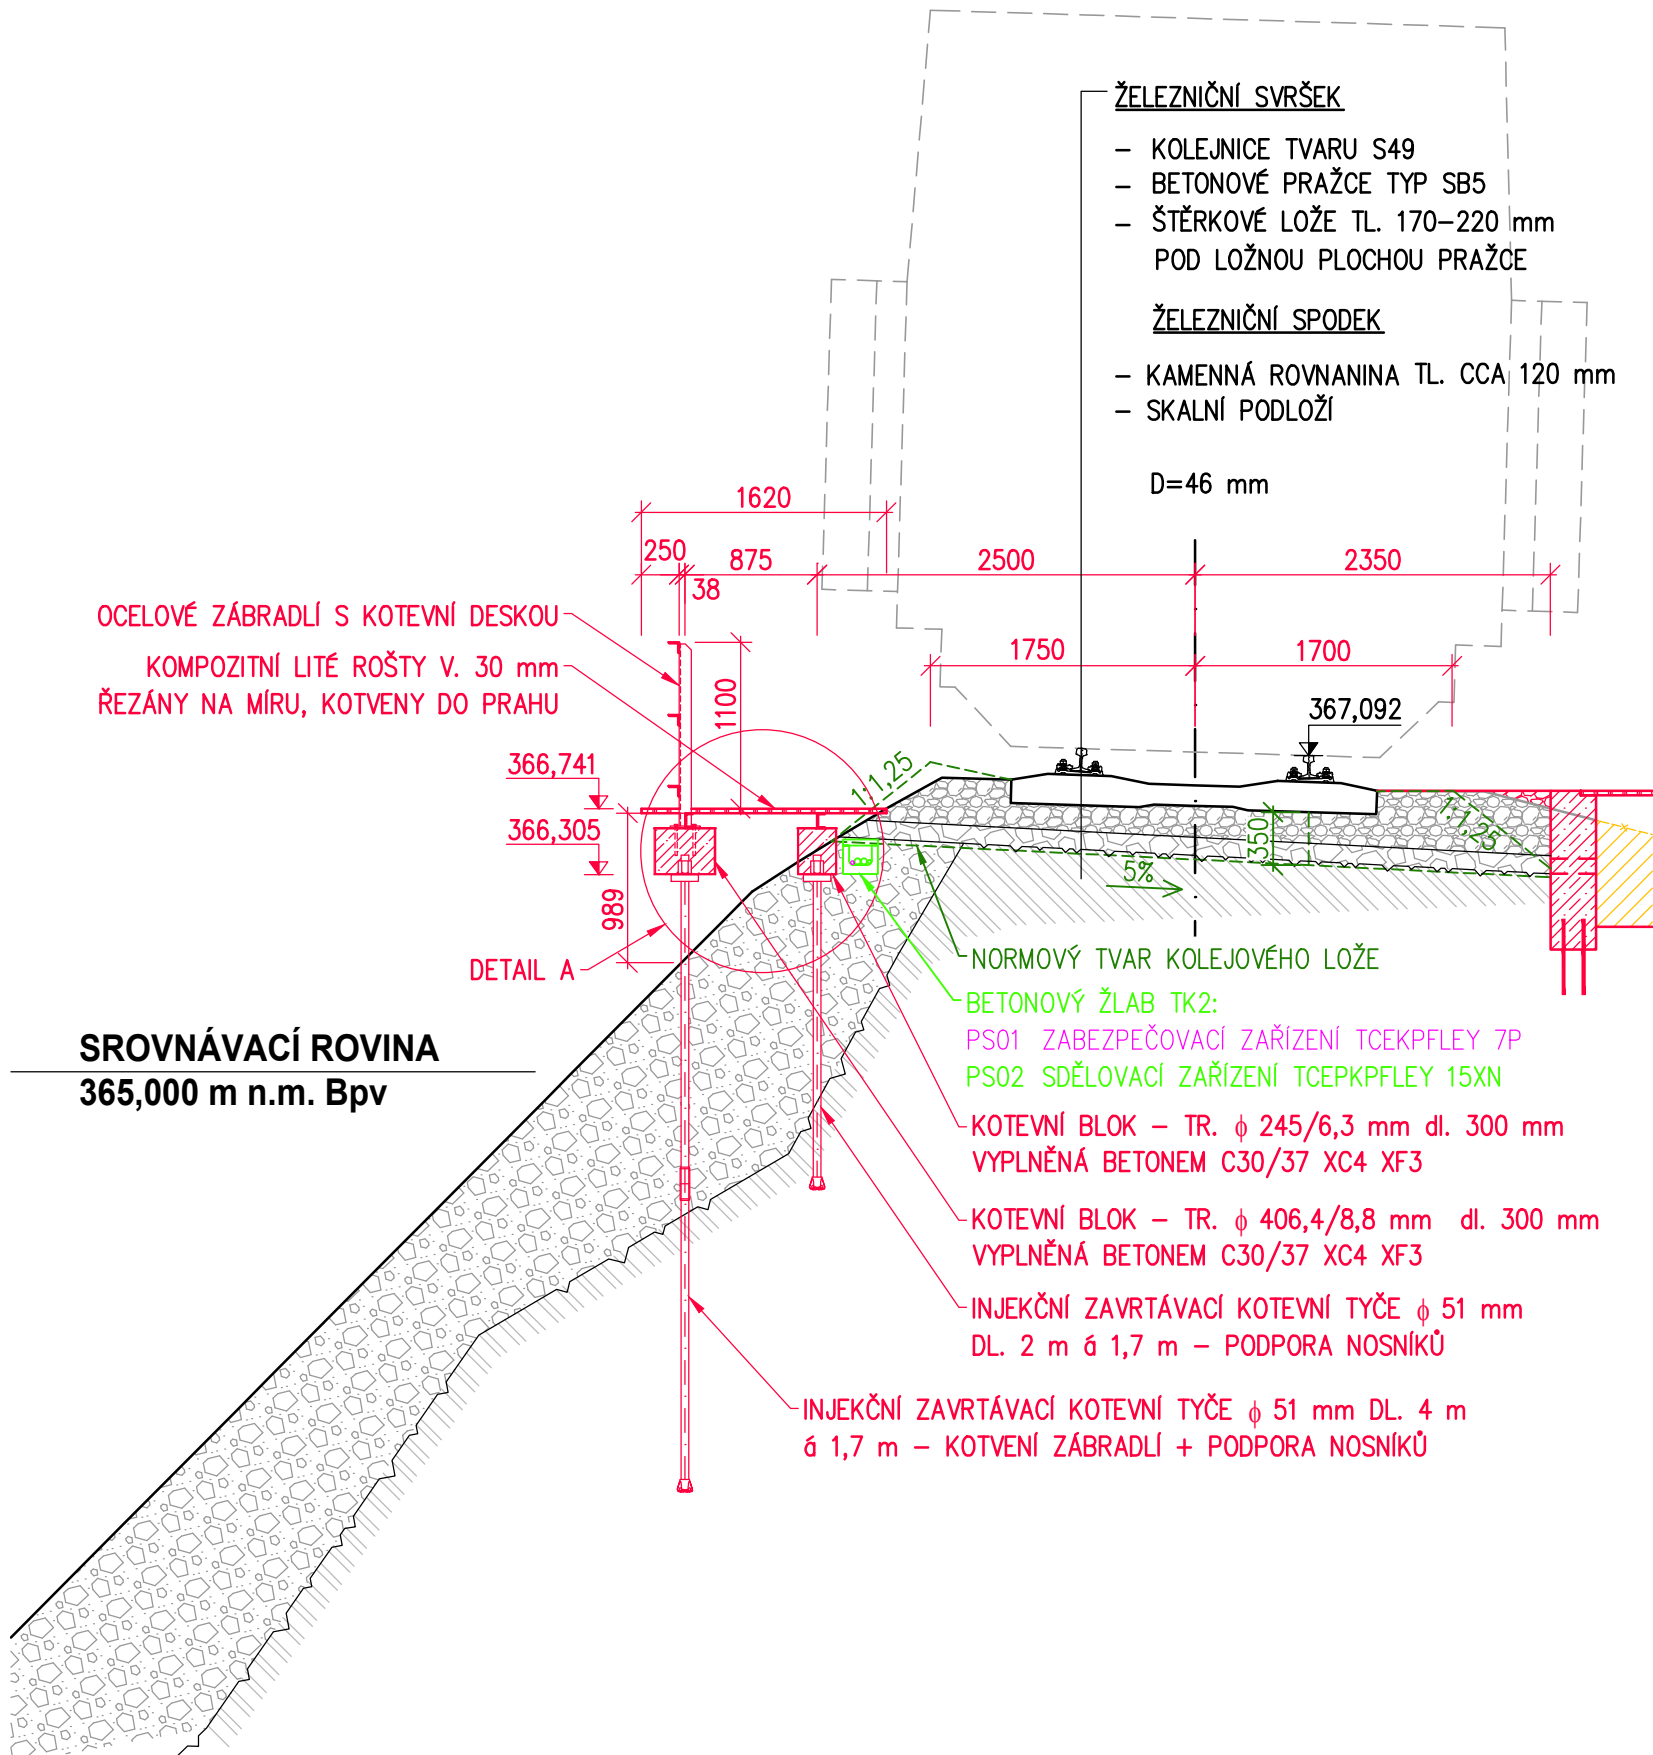 ŽELEZNIČNÍ SVRŠEK
– KOLEJNICE TVARU S49
– BETONOVÉ PRAŽCE TYP SB5
– ŠTĚRKOVÉ LOŽE TL. 170–220 mm
POD LOŽNOU PLOCHOU PRAŽCE
ŽELEZNIČNÍ SPODEK
– KAMENNÁ ROVNANINA TL. CCA 120 mm
– SKALNÍ PODLOŽÍ
D=46 mm
1620
250
875
2500
2350
38
OCELOVÉ ZÁBRADLÍ S KOTEVNÍ DESKOU
KOMPOZITNÍ LITÉ ROŠTY V. 30 mm
ŘEZÁNY NA MÍRU, KOTVENY DO PRAHU
1750
1700
1100
367,092
366,741
366,305
1:1,25
1:1,25
350
5%
989
DETAIL A
NORMOVÝ TVAR KOLEJOVÉHO LOŽE
BETONOVÝ ŽLAB TK2:
PS01 ZABEZPEČOVACÍ ZAŘÍZENÍ TCEKPFLEY 7P
PS02 SDĚLOVACÍ ZAŘÍZENÍ TCEPKPFLEY 15XN
SROVNÁVACÍ ROVINA
365,000 m n.m. Bpv
KOTEVNÍ BLOK – TR. ϕ 245/6,3 mm dl. 300 mm
VYPLNĚNÁ BETONEM C30/37 XC4 XF3
KOTEVNÍ BLOK – TR. ϕ 406,4/8,8 mm dl. 300 mm
VYPLNĚNÁ BETONEM C30/37 XC4 XF3
INJEKČNÍ ZAVRTÁVACÍ KOTEVNÍ TYČE ϕ 51 mm
DL. 2 m á 1,7 m – PODPORA NOSNÍKŮ
INJEKČNÍ ZAVRTÁVACÍ KOTEVNÍ TYČE ϕ 51 mm DL. 4 m
á 1,7 m – KOTVENÍ ZÁBRADLÍ + PODPORA NOSNÍKŮ